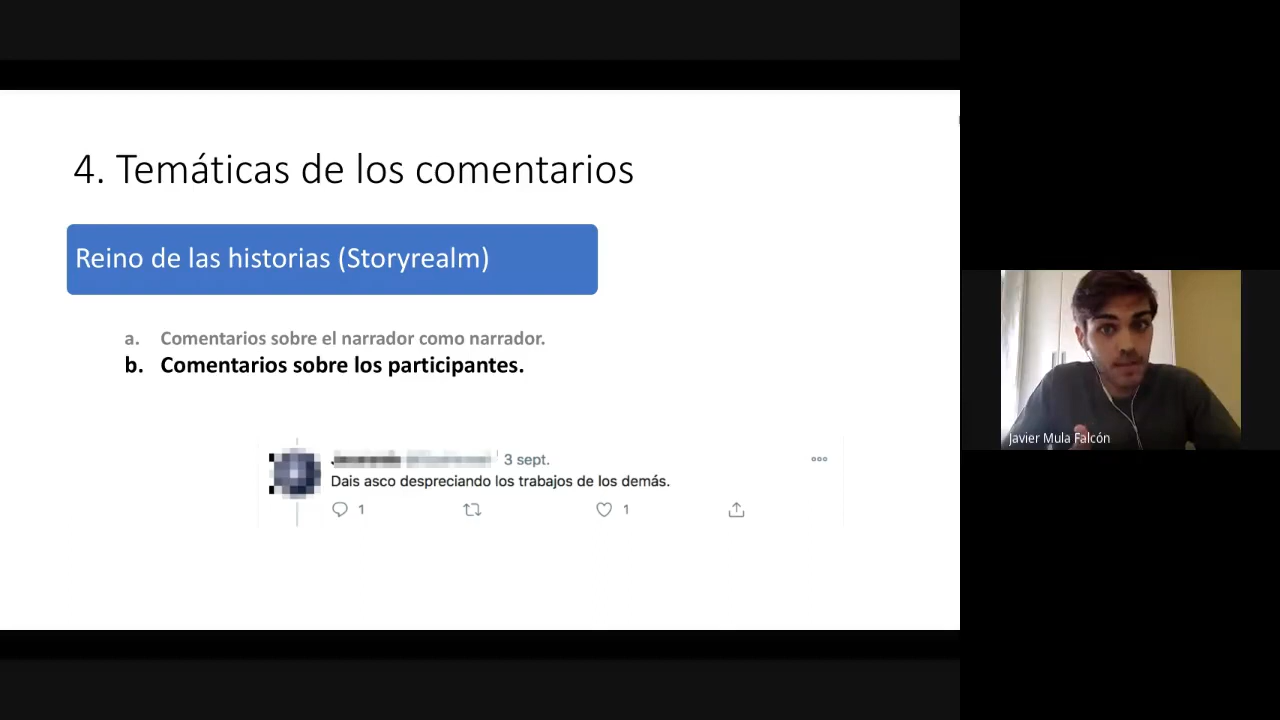 4. Temáticas de los comentarios
Reino de las historias (Storyrealm)
a. Comentarios sobre el narrador como narrador.
b. Comentarios sobre los participantes.
3 sept.
Dais asco despreciando los trabajos de los demás.
1 1
Javier Mula Falcón